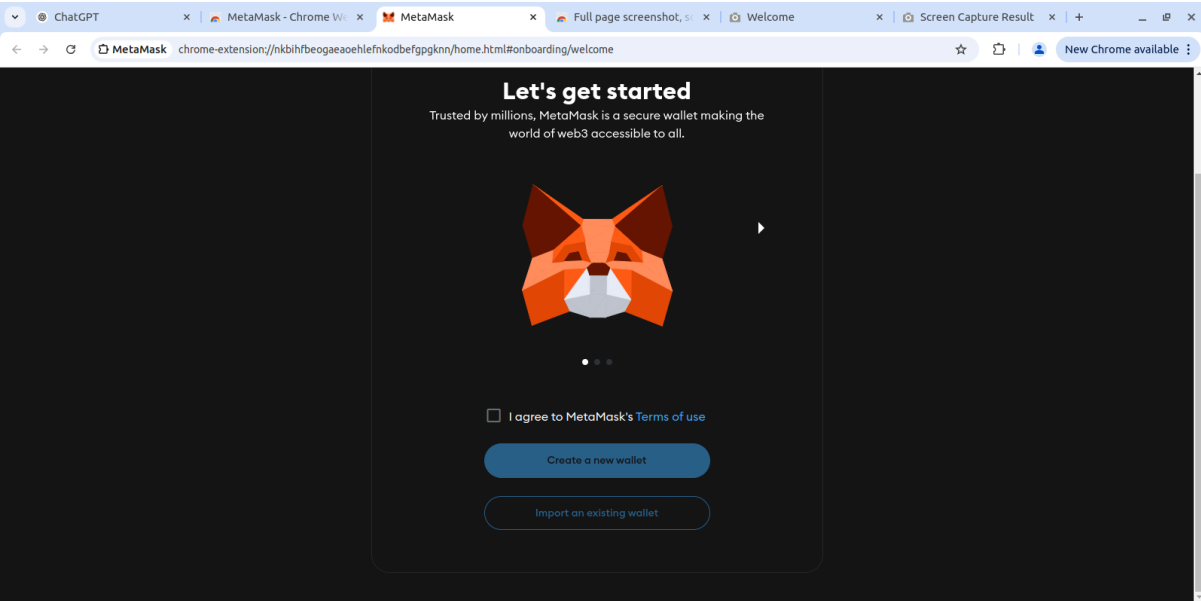 ChatGPT
MetaMask - Chrome We
MetaMask
Full page screenshot, sc
Welcome
Screen Capture Result
MetaMask
chrome-extension://nkbihfbeogaeaoehlefnkodbefgpgknn/home.html#onboarding/welcome
New Chrome available
Let's get started
Trusted by millions, MetaMask is a secure wallet making the
world of web3 accessible to all.
I agree to MetaMask's Terms of use
Create a new wallet
Import an existing wallet